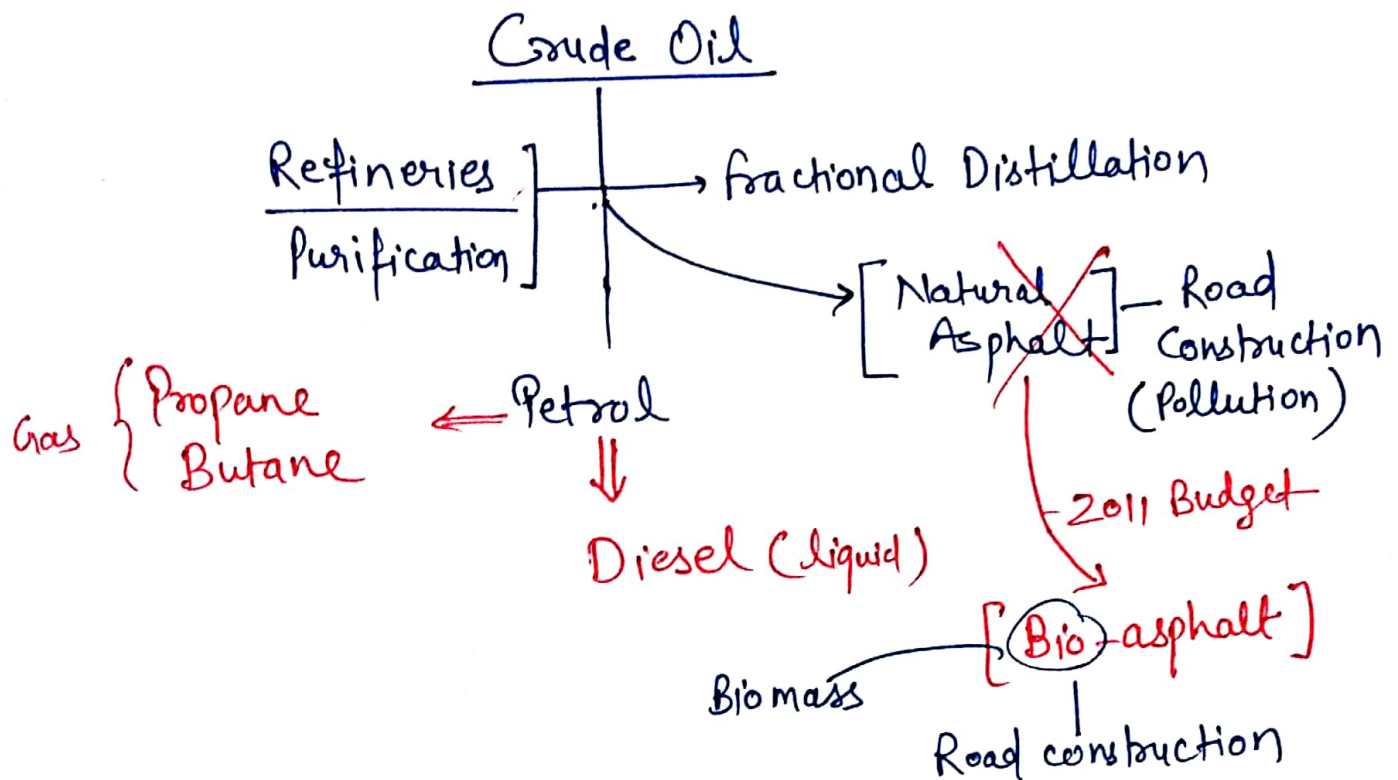 Crude Oil
Refineries
Purification
fractional Distillation
[Natural
Asphalt] – Road
Construction
(Pollution)
Gas { Propane
Butane
Petrol
Diesel (liquid)
2011 Budget
[Bio-asphalt]
Biomass
Road construction